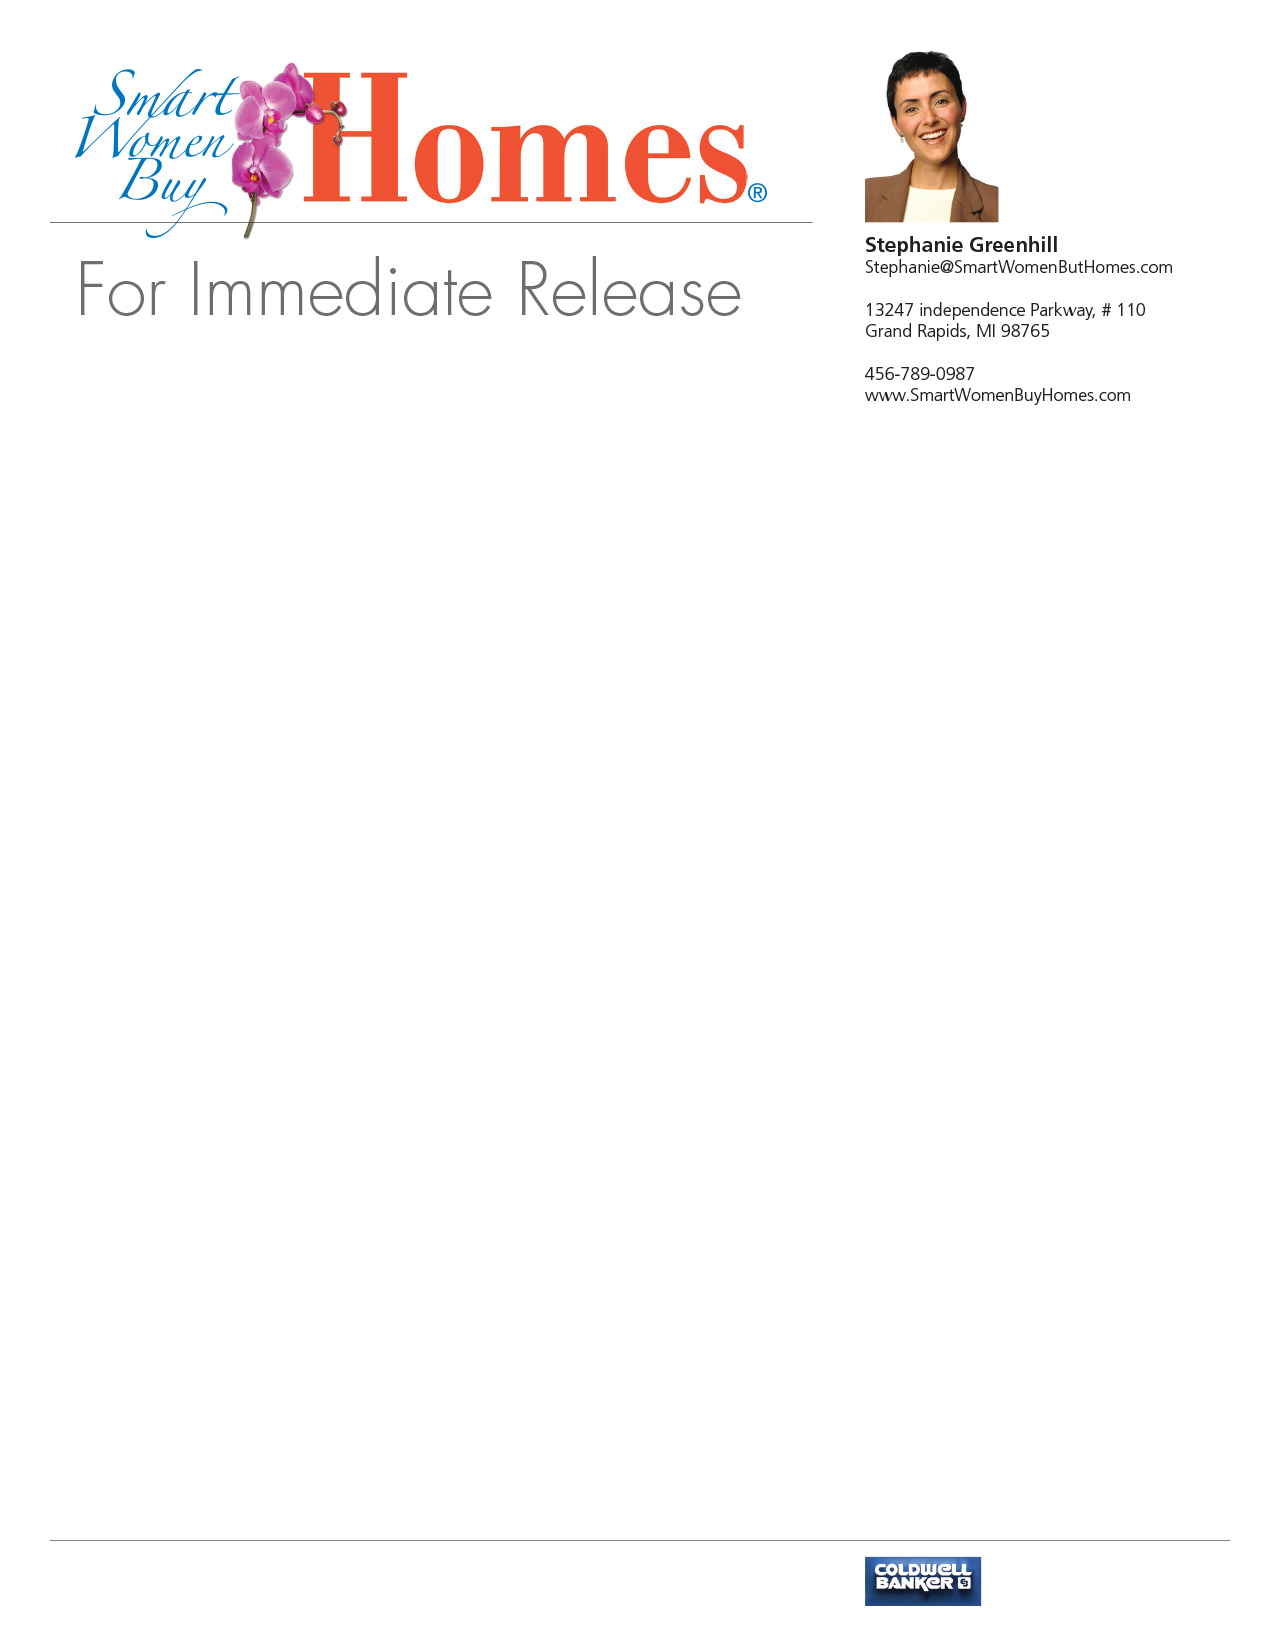 Smart
Women
Buy
Homes®
For Immediate Release
Stephanie Greenhill
Stephanie@SmartWomenButHomes.com
13247 independence Parkway, # 110
Grand Rapids, MI 98765
456-789-0987
www.SmartWomenBuyHomes.com
COLDWELL
BANKER CB